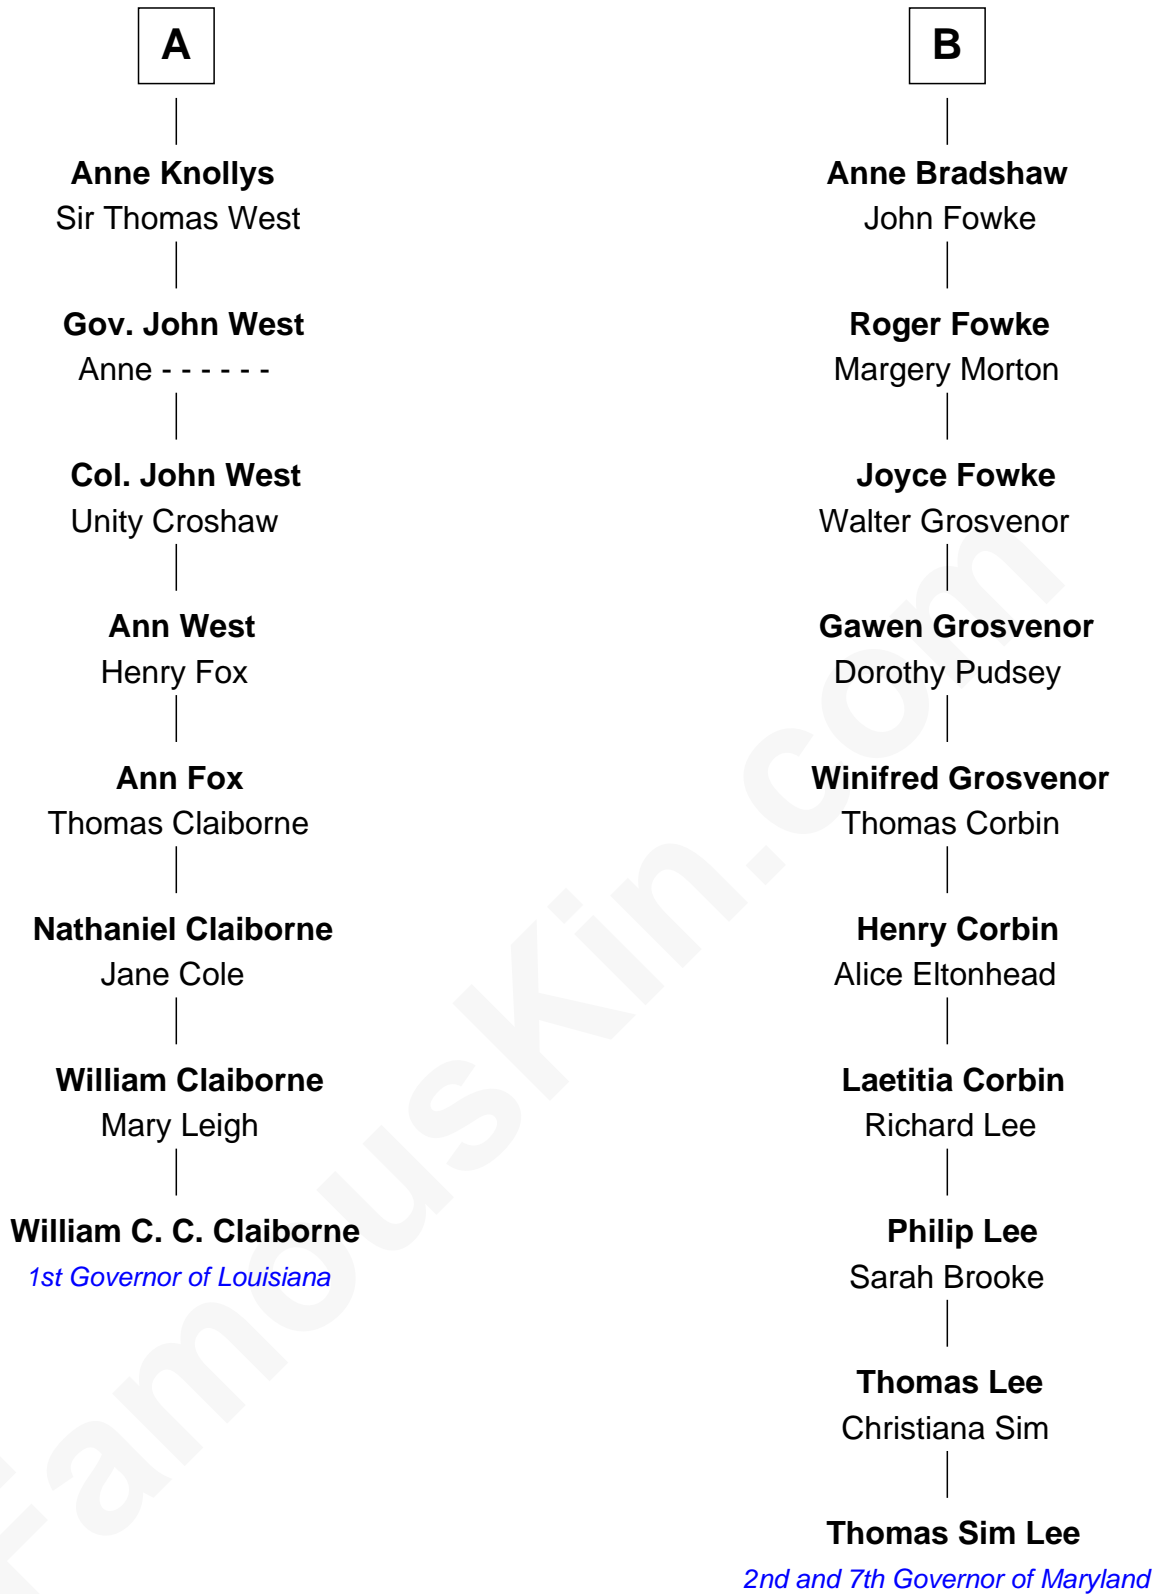 A
Anne Knollys
Sir Thomas West
Gov. John West
Anne - - - - - -
Col. John West
Unity Croshaw
Ann West
Henry Fox
Ann Fox
Thomas Claiborne
Nathaniel Claiborne
Jane Cole
William Claiborne
Mary Leigh
William C. C. Claiborne
1st Governor of Louisiana
B
Anne Bradshaw
John Fowke
Roger Fowke
Margery Morton
Joyce Fowke
Walter Grosvenor
Gawen Grosvenor
Dorothy Pudsey
Winifred Grosvenor
Thomas Corbin
Henry Corbin
Alice Eltonhead
Laetitia Corbin
Richard Lee
Philip Lee
Sarah Brooke
Thomas Lee
Christiana Sim
Thomas Sim Lee
2nd and 7th Governor of Maryland
FamousKin.com